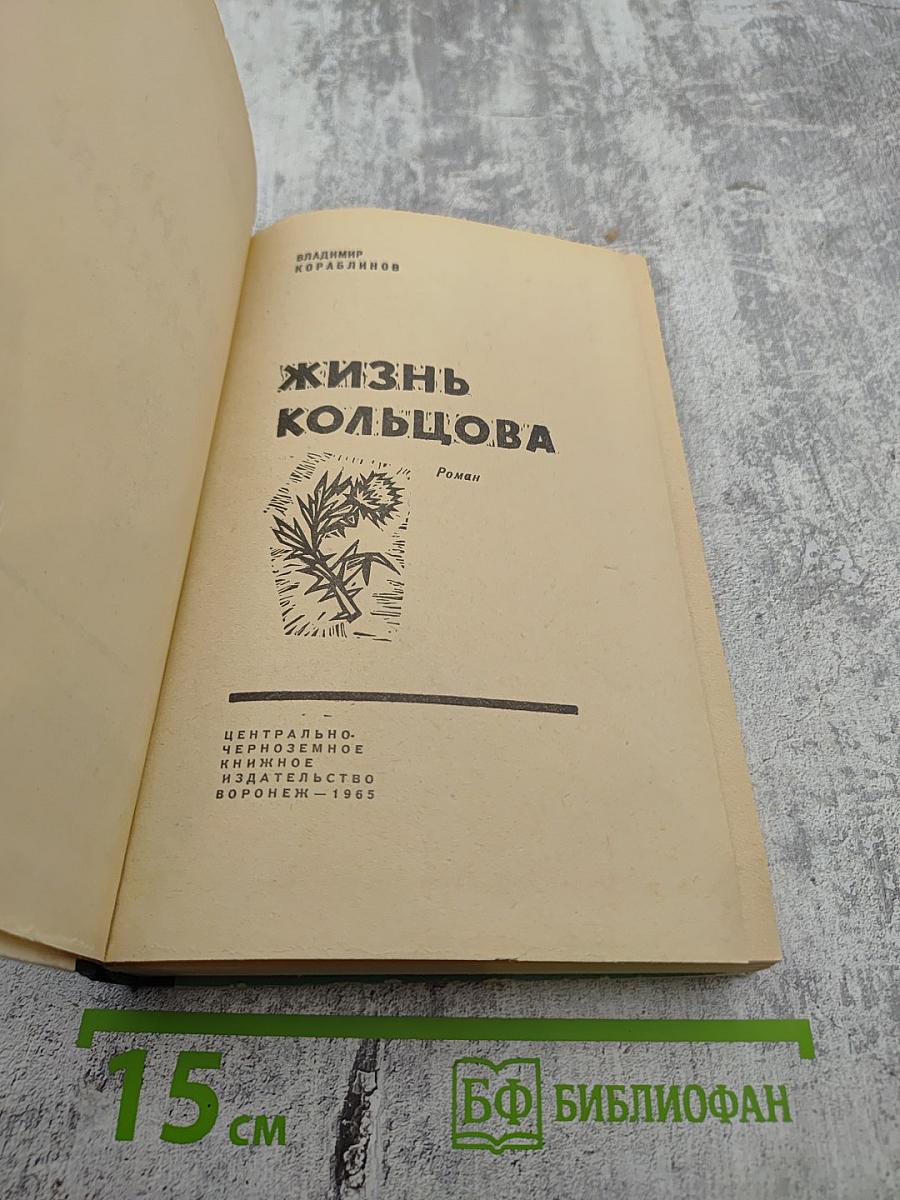 ВЛАДИМИР
КОРАБЛИНОВ
ЖИЗНЬ
КОЛЬЦОВА
Роман
ЦЕНТРАЛЬНО-
ЧЕРНОЗЕМНОЕ
КНИЖНОЕ
ИЗДАТЕЛЬСТВО
ВОРОНЕЖ — 1965
15 см
БФ БИБЛИОФАН